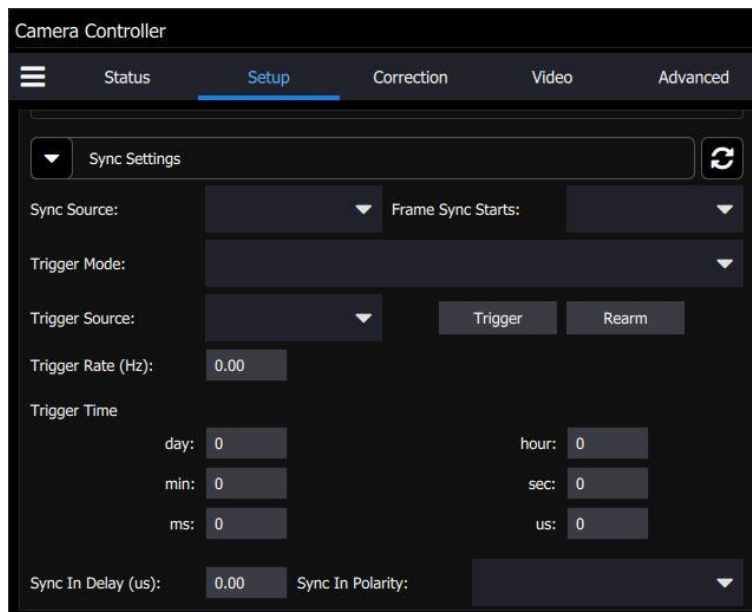 Camera Controller
Status Setup Correction Video Advanced
Sync Settings
Sync Source: Frame Sync Starts:
Trigger Mode:
Trigger Source: Trigger Rearm
Trigger Rate (Hz): 0.00
Trigger Time
day: 0 hour: 0
min: 0 sec: 0
ms: 0 us: 0
Sync In Delay (us): 0.00 Sync In Polarity: